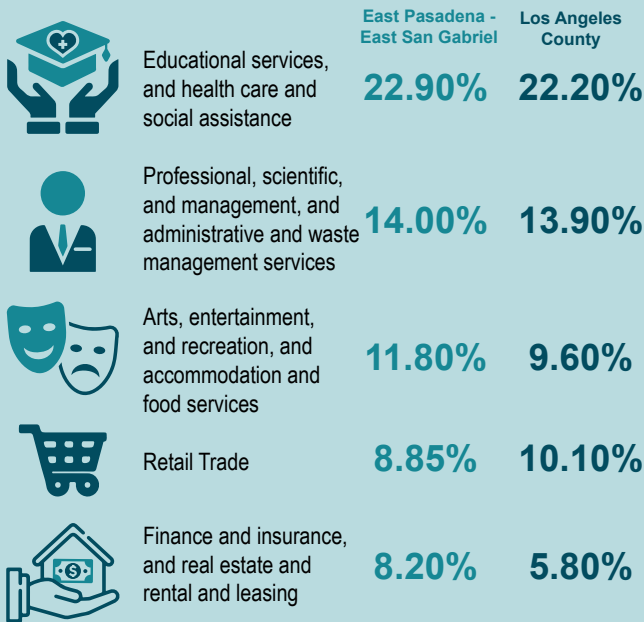 East Pasadena -
East San Gabriel
Los Angeles
County
Educational services,
and health care and
social assistance
22.90%
22.20%
Professional, scientific,
and management, and
administrative and waste
management services
14.00%
13.90%
Arts, entertainment,
and recreation, and
accommodation and
food services
11.80%
9.60%
Retail Trade
8.85%
10.10%
Finance and insurance,
and real estate and
rental and leasing
8.20%
5.80%
$